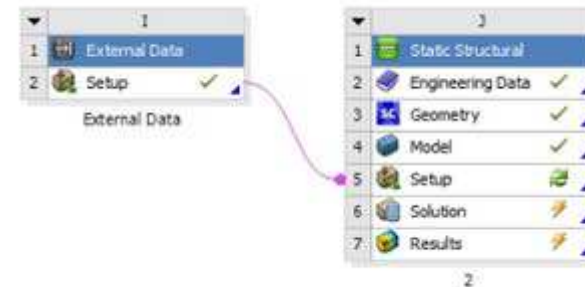 I
1 External Data
2 Setup
External Data
J
1 Static Structural
2 Engineering Data
3 SC Geometry
4 Model
5 Setup
6 Solution
7 Results
2